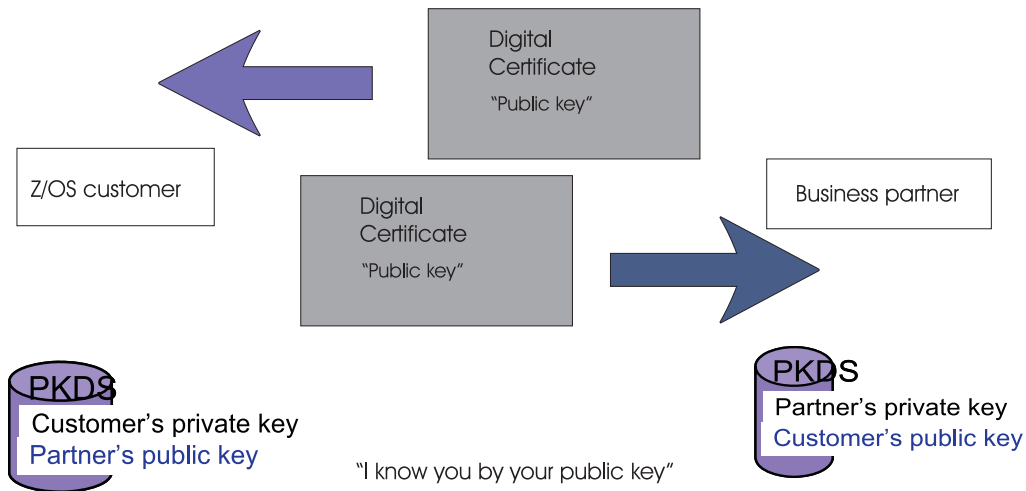 Digital
Certificate
"Public key"
Z/OS customer
Digital
Certificate
"Public key"
Business partner
PKDS
Customer's private key
Partner's public key
PKDS
Partner's private key
Customer's public key
"I know you by your public key"